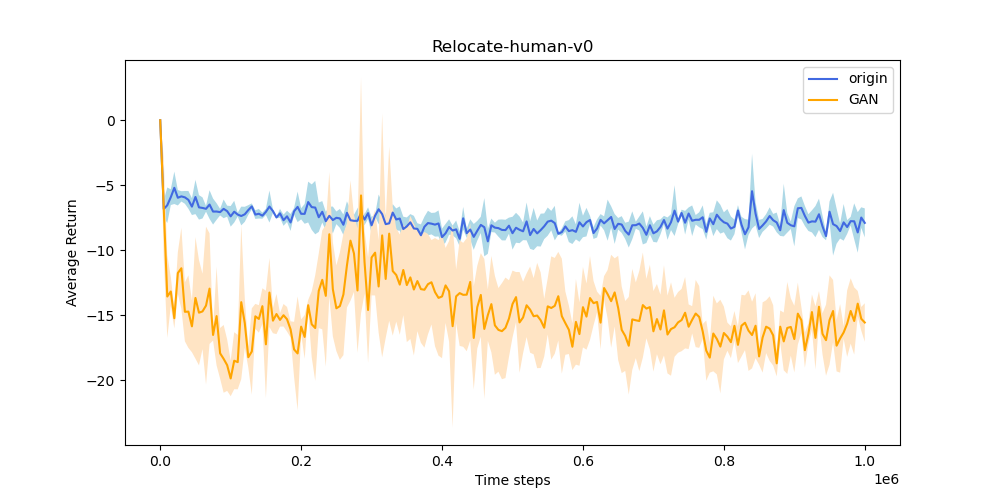 Relocate-human-v0
origin
GAN
Average Return
0
−5
−10
−15
−20
0.0 0.2 0.4 0.6 0.8 1.0
1e6
Time steps